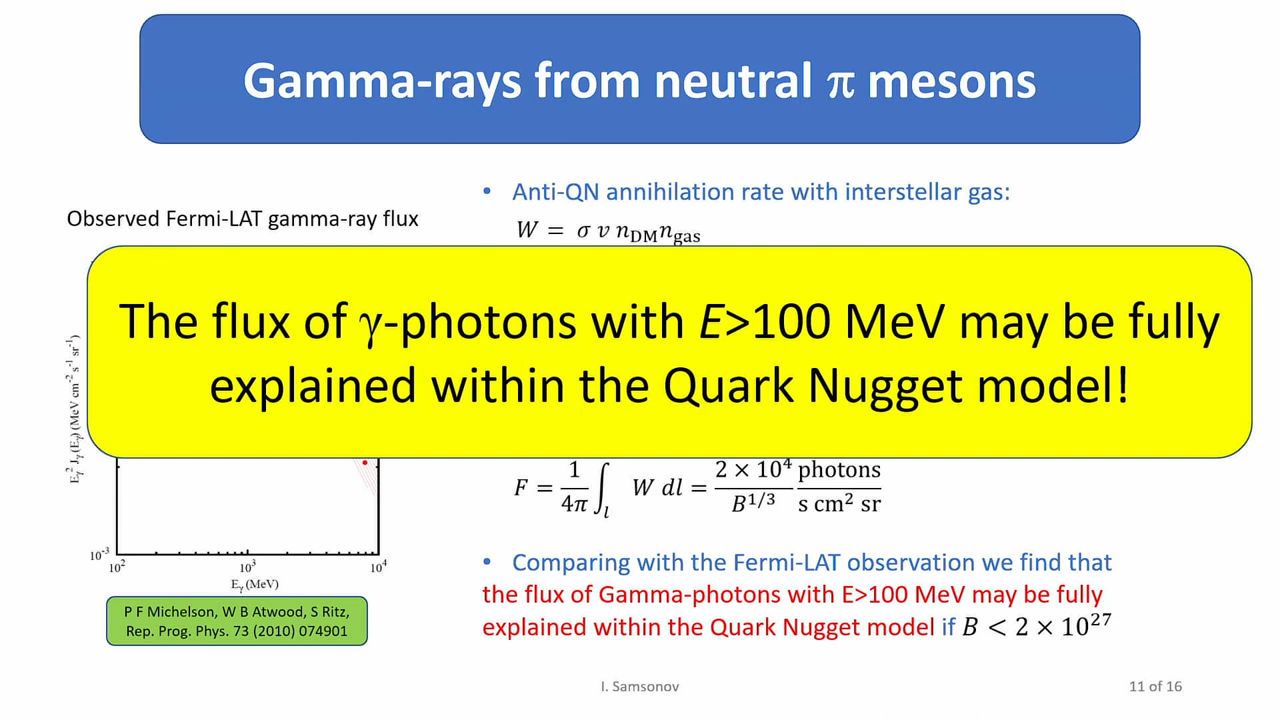 Gamma-rays from neutral π mesons
Observed Fermi-LAT gamma-ray flux
• Anti-QN annihilation rate with interstellar gas:
W = σ v n_DM n_gas
The flux of γ-photons with E>100 MeV may be fully
explained within the Quark Nugget model!
E_γ^2 J_γ(E_γ) (MeV cm^-2 s^-1 sr^-1)
10^-3
10^2 10^3 10^4
E_γ (MeV)
P F Michelson, W B Atwood, S Ritz,
Rep. Prog. Phys. 73 (2010) 074901
F = 1/4π ∫_l W dl = 2 × 10^4/B^1/3 photons/s cm^2 sr
• Comparing with the Fermi-LAT observation we find that
the flux of Gamma-photons with E>100 MeV may be fully
explained within the Quark Nugget model if B < 2 × 10^27
I. Samsonov
11 of 16